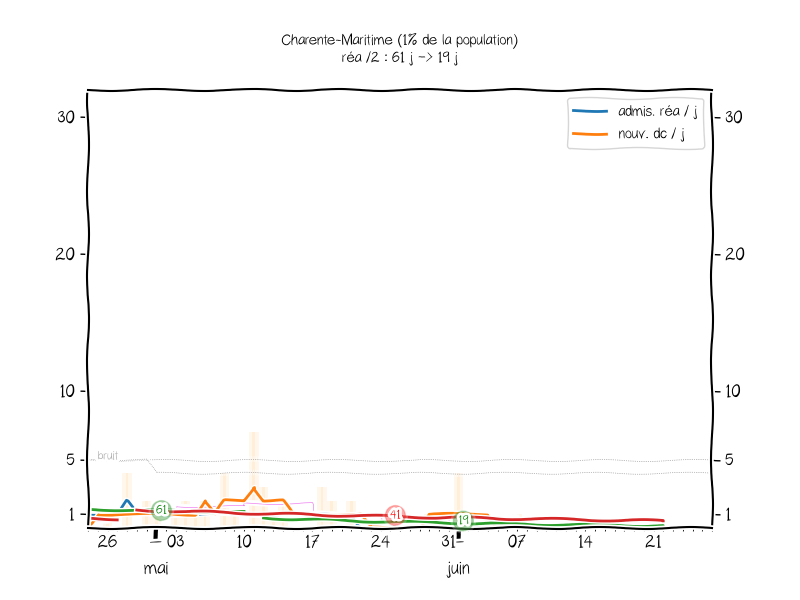 Charente-Maritime (1% de la population)
réa /2 : 61 j -> 19 j
admis. réa / j
nouv. dc / j
30 30
20 20
10 10
5 bruit 5
1 61 41 19 1
26 03 10 17 24 31 07 14 21
mai juin